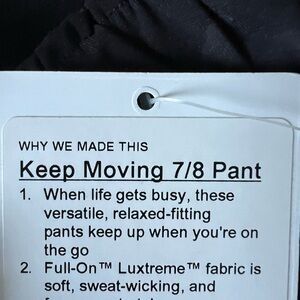 WHY WE MADE THIS
Keep Moving 7/8 Pant
1. When life gets busy, these
versatile, relaxed-fitting
pants keep up when you're on
the go
2. Full-On™ Luxtreme™ fabric is
soft, sweat-wicking, and